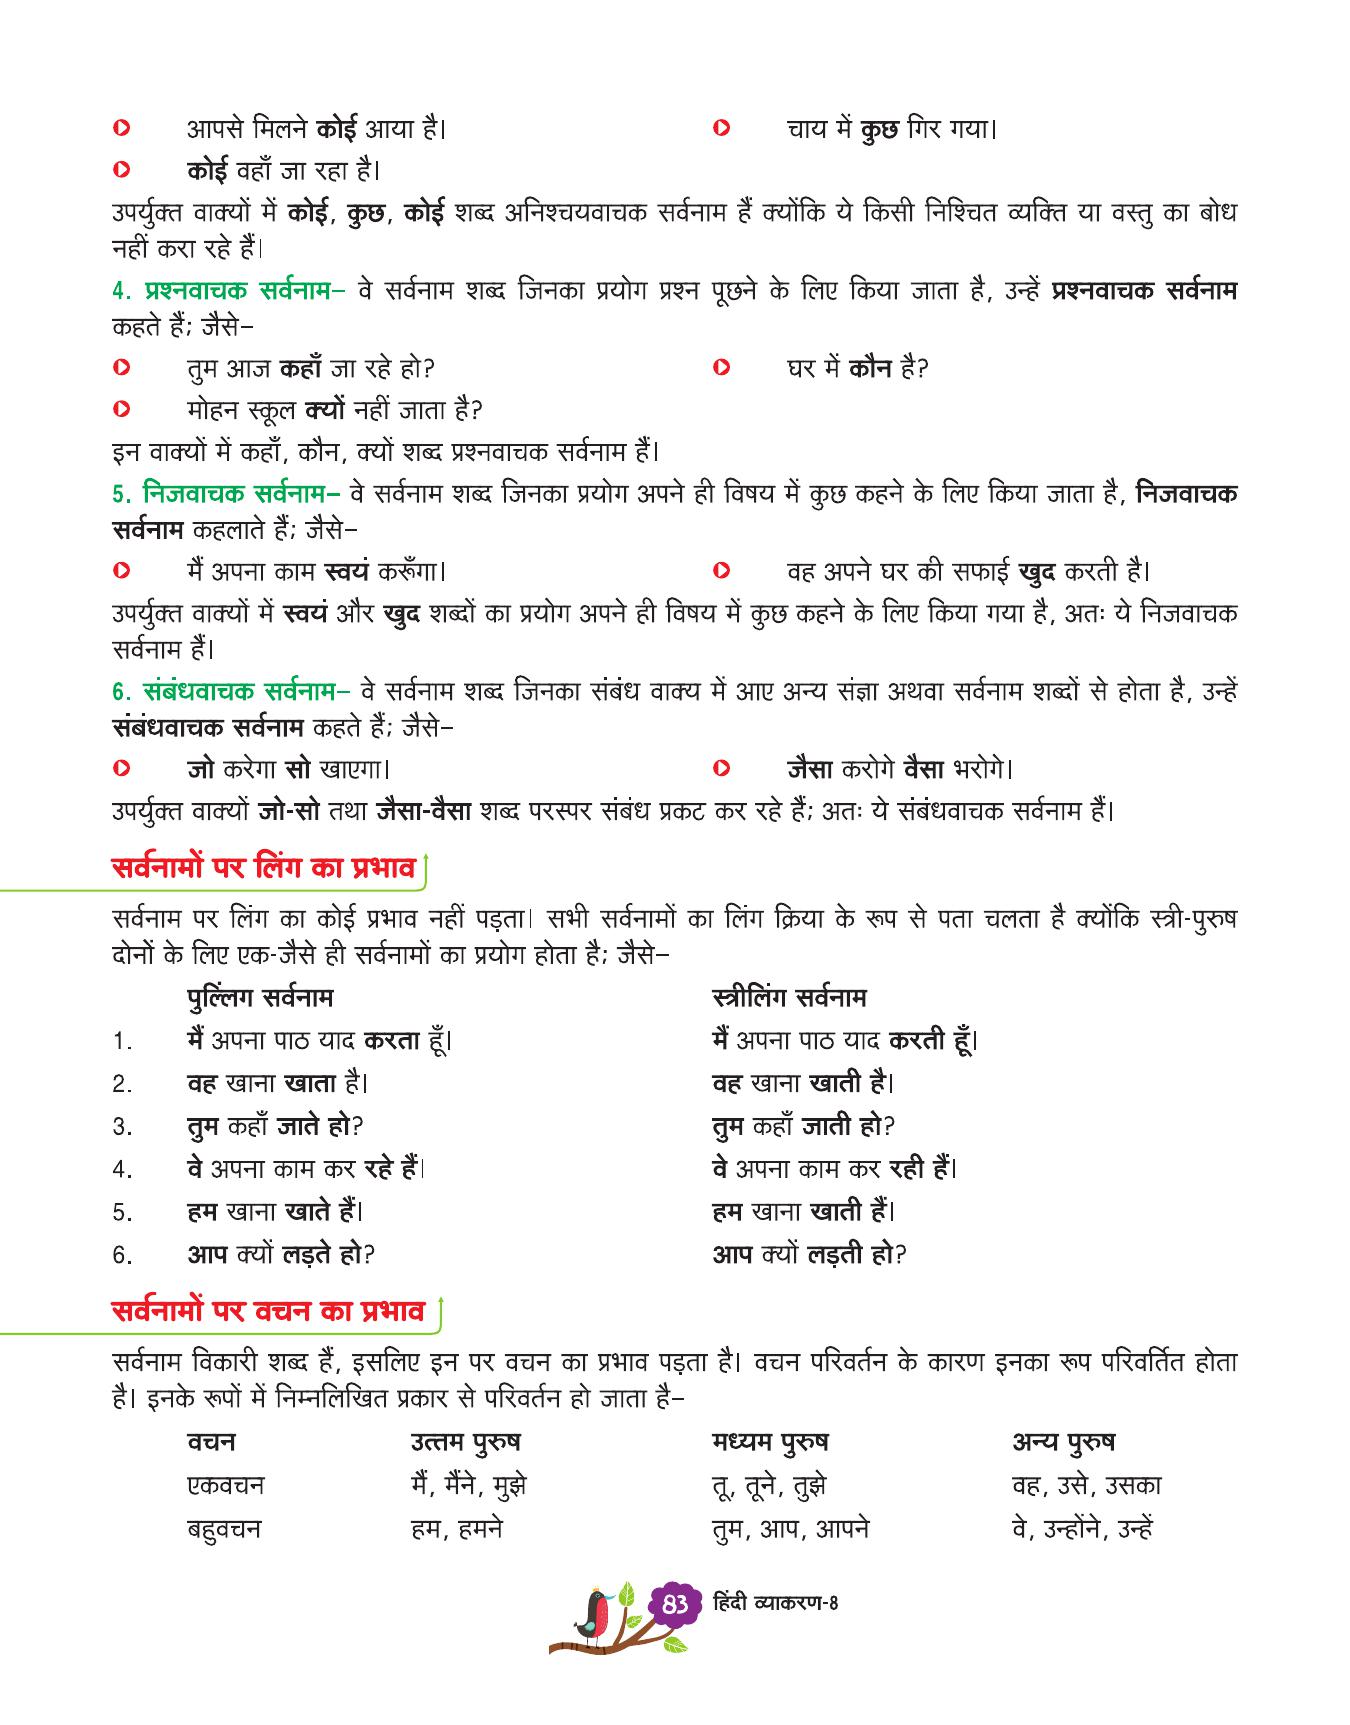 आपसे मिलने कोई आया है। चाय में कुछ गिर गया।
कोई वहाँ जा रहा है।
उपर्युक्त वाक्यों में कोई, कुछ, कोई शब्द अनिश्चयवाचक सर्वनाम हैं क्योंकि ये किसी निश्चित व्यक्ति या वस्तु का बोध
नहीं करा रहे हैं।
4. प्रश्नवाचक सर्वनाम– वे सर्वनाम शब्द जिनका प्रयोग प्रश्न पूछने के लिए किया जाता है, उन्हें प्रश्नवाचक सर्वनाम
कहते हैं; जैसे–
तुम आज कहाँ जा रहे हो? घर में कौन है?
मोहन स्कूल क्यों नहीं जाता है?
इन वाक्यों में कहाँ, कौन, क्यों शब्द प्रश्नवाचक सर्वनाम हैं।
5. निजवाचक सर्वनाम– वे सर्वनाम शब्द जिनका प्रयोग अपने ही विषय में कुछ कहने के लिए किया जाता है, निजवाचक
सर्वनाम कहलाते हैं; जैसे–
मैं अपना काम स्वयं करूँगा। वह अपने घर की सफाई खुद करती है।
उपर्युक्त वाक्यों में स्वयं और खुद शब्दों का प्रयोग अपने ही विषय में कुछ कहने के लिए किया गया है, अतः ये निजवाचक
सर्वनाम हैं।
6. संबंधवाचक सर्वनाम– वे सर्वनाम शब्द जिनका संबंध वाक्य में आए अन्य संज्ञा अथवा सर्वनाम शब्दों से होता है, उन्हें
संबंधवाचक सर्वनाम कहते हैं; जैसे–
जो करेगा सो खाएगा। जैसा करोगे वैसा भरोगे।
उपर्युक्त वाक्यों जो-सो तथा जैसा-वैसा शब्द परस्पर संबंध प्रकट कर रहे हैं; अतः ये संबंधवाचक सर्वनाम हैं।
सर्वनामों पर लिंग का प्रभाव
सर्वनाम पर लिंग का कोई प्रभाव नहीं पड़ता। सभी सर्वनामों का लिंग क्रिया के रूप से पता चलता है क्योंकि स्त्री-पुरुष
दोनों के लिए एक-जैसे ही सर्वनामों का प्रयोग होता है; जैसे–
पुल्लिंग सर्वनाम स्त्रीलिंग सर्वनाम
1. मैं अपना पाठ याद करता हूँ। मैं अपना पाठ याद करती हूँ।
2. वह खाना खाता है। वह खाना खाती है।
3. तुम कहाँ जाते हो? तुम कहाँ जाती हो?
4. वे अपना काम कर रहे हैं। वे अपना काम कर रही हैं।
5. हम खाना खाते हैं। हम खाना खाती हैं।
6. आप क्यों लड़ते हो? आप क्यों लड़ती हो?
सर्वनामों पर वचन का प्रभाव
सर्वनाम विकारी शब्द हैं, इसलिए इन पर वचन का प्रभाव पड़ता है। वचन परिवर्तन के कारण इनका रूप परिवर्तित होता
है। इनके रूपों में निम्नलिखित प्रकार से परिवर्तन हो जाता है–
वचन उत्तम पुरुष मध्यम पुरुष अन्य पुरुष
एकवचन मैं, मैंने, मुझे तू, तूने, तुझे वह, उसे, उसका
बहुवचन हम, हमने तुम, आप, आपने वे, उन्होंने, उन्हें
83 हिंदी व्याकरण-8